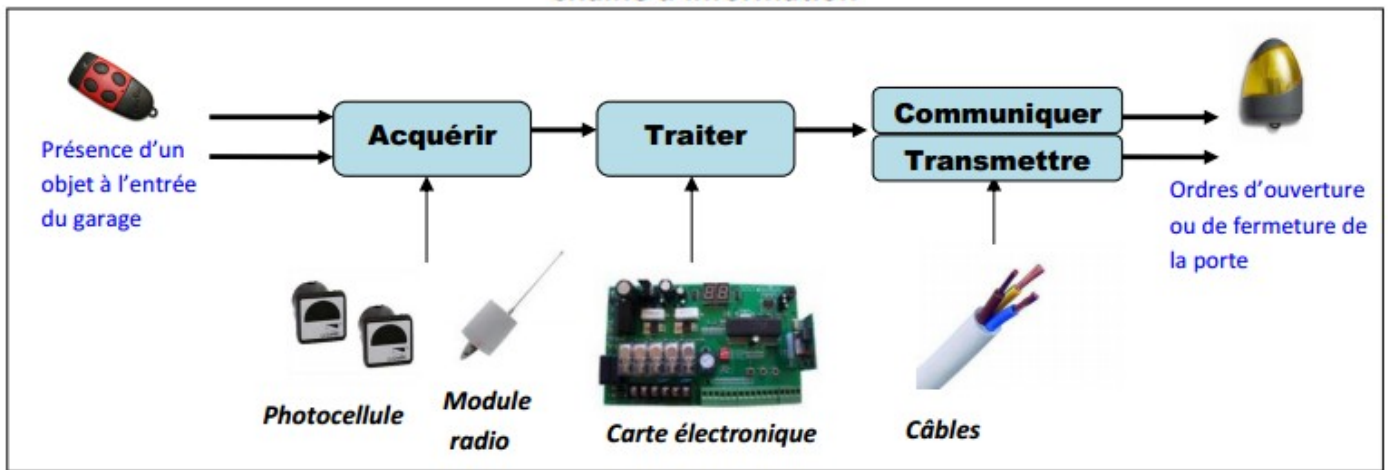 Acquérir
Traiter
Communiquer
Transmettre
Présence d'un
objet à l'entrée
du garage
Ordres d'ouverture
ou de fermeture de
la porte
Photocellule
Module
radio
Carte électronique
Câbles